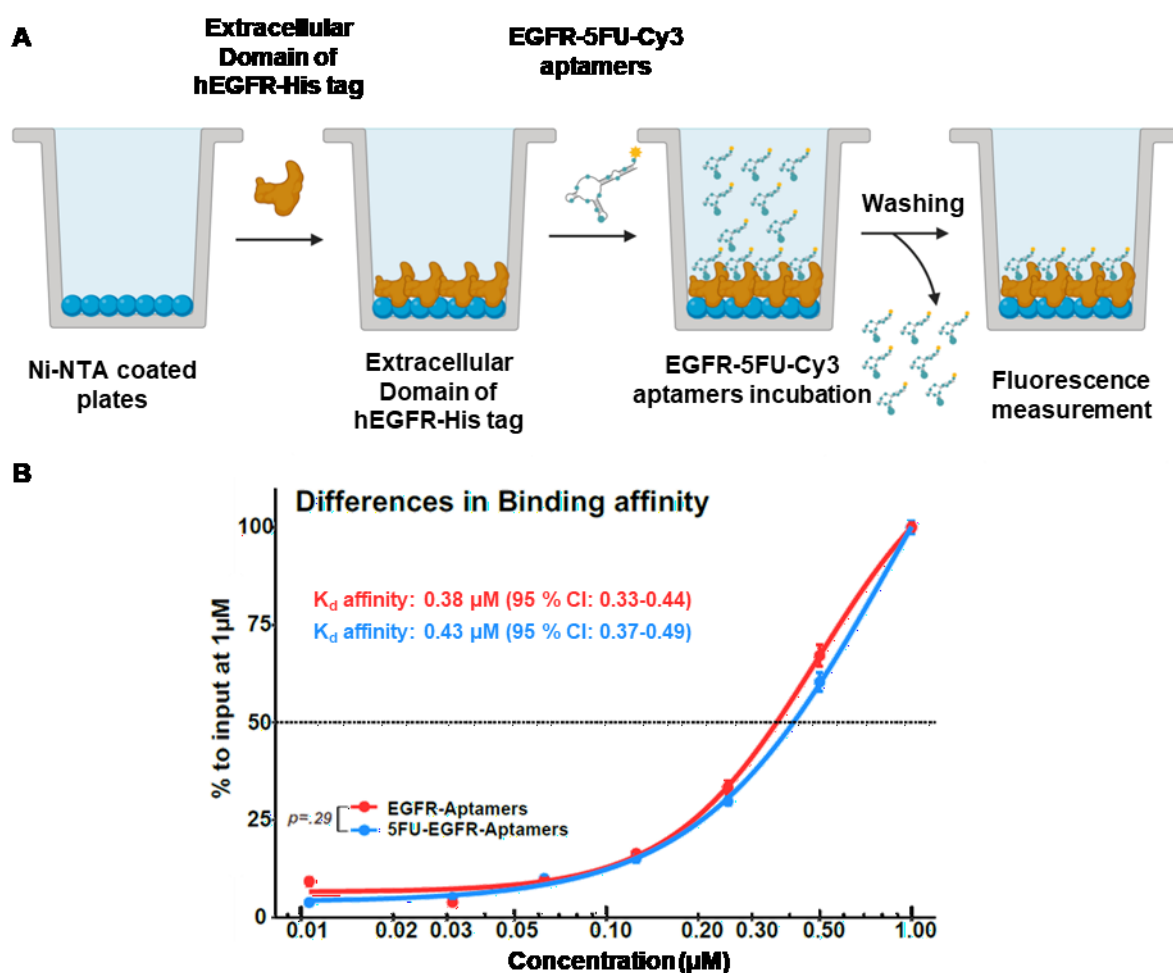 A
Extracellular
Domain of
hEGFR-His tag
EGFR-5FU-Cy3
aptamers
Washing
Ni-NTA coated
plates
Extracellular
Domain of
hEGFR-His tag
EGFR-5FU-Cy3
aptamers incubation
Fluorescence
measurement
B
Differences in Binding affinity
Kd affinity: 0.38 µM (95 % CI: 0.33-0.44)
Kd affinity: 0.43 µM (95 % CI: 0.37-0.49)
% to input at 1µM
100
75
50
25
0
p=.29
EGFR-Aptamers
5FU-EGFR-Aptamers
0.01 0.02 0.03 0.05 0.10 0.20 0.30 0.50 1.00
Concentration (µM)